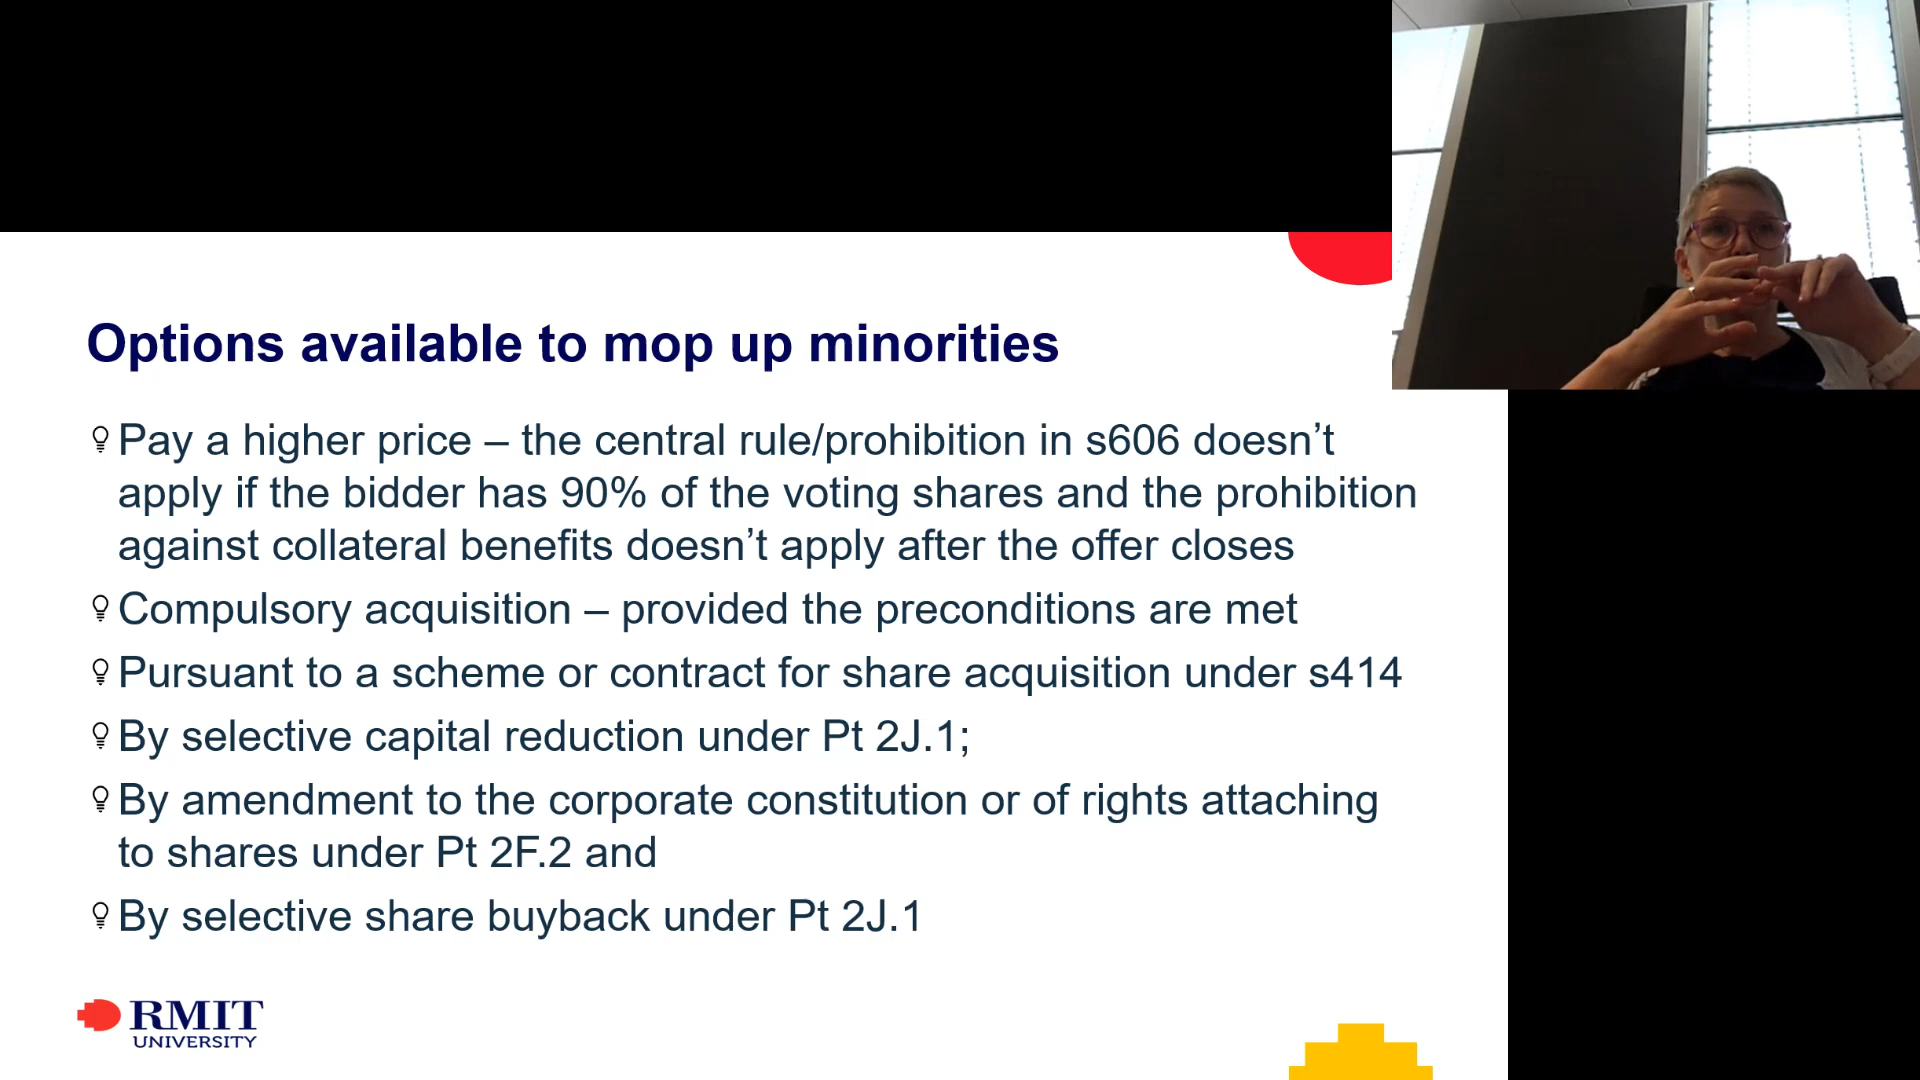 Options available to mop up minorities
Pay a higher price – the central rule/prohibition in s606 doesn’t
apply if the bidder has 90% of the voting shares and the prohibition
against collateral benefits doesn’t apply after the offer closes
Compulsory acquisition – provided the preconditions are met
Pursuant to a scheme or contract for share acquisition under s414
By selective capital reduction under Pt 2J.1;
By amendment to the corporate constitution or of rights attaching
to shares under Pt 2F.2 and
By selective share buyback under Pt 2J.1
RMIT
UNIVERSITY